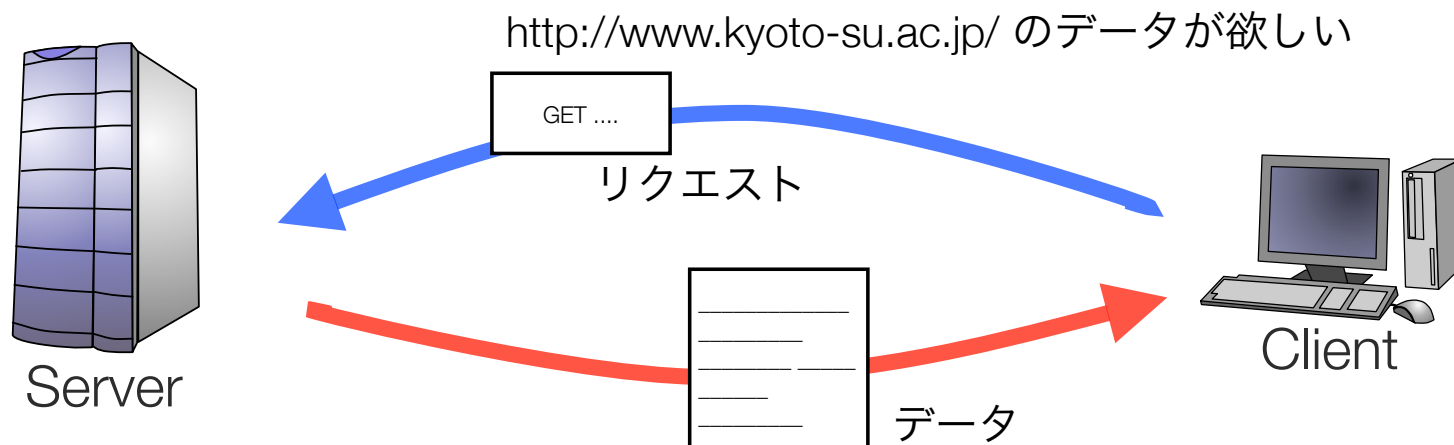 http://www.kyoto-su.ac.jp/ のデータが欲しい
GET ....
リクエスト
Server
Client
データ